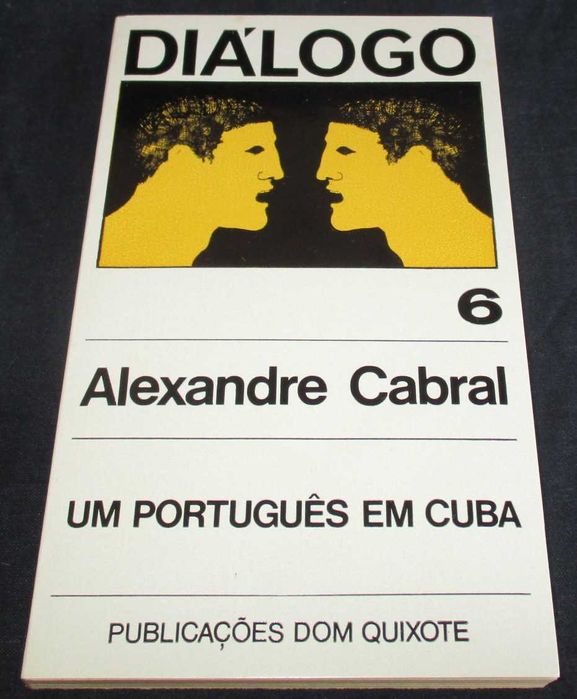 DIÁLOGO
6
Alexandre Cabral
UM PORTUGUÊS EM CUBA
PUBLICAÇÕES DOM QUIXOTE